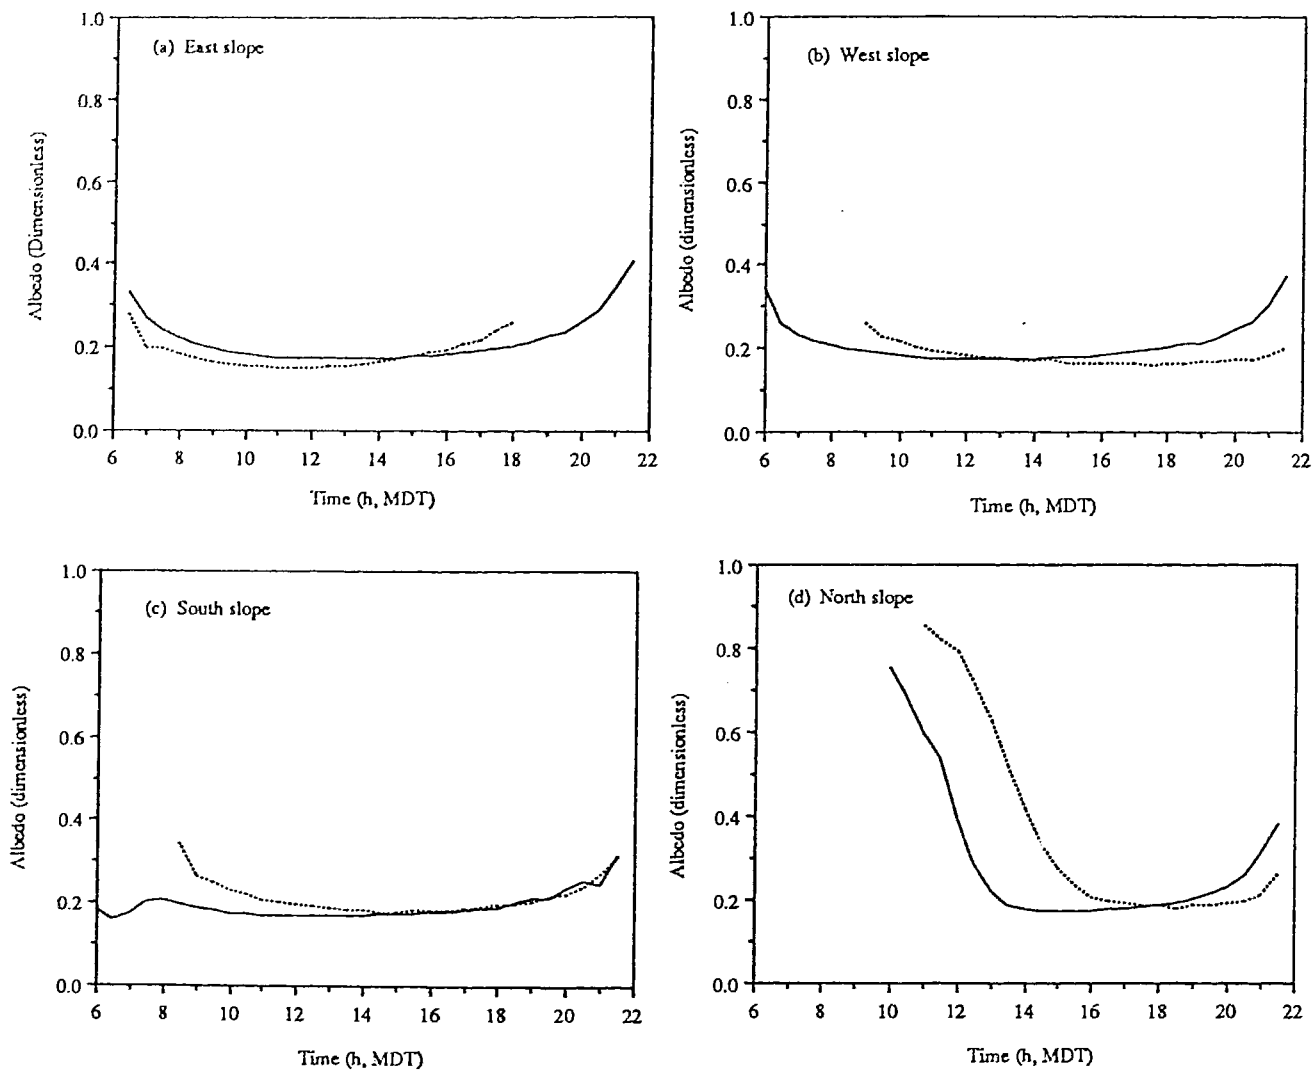 (a) East slope
Albedo (Dimensionless)
1.0
0.8
0.6
0.4
0.2
0.0
6 8 10 12 14 16 18 20 22
Time (h, MDT)
(b) West slope
Albedo (dimensionless)
1.0
0.8
0.6
0.4
0.2
0.0
6 8 10 12 14 16 18 20 22
Time (h, MDT)
(c) South slope
Albedo (dimensionless)
1.0
0.8
0.6
0.4
0.2
0.0
6 8 10 12 14 16 18 20 22
Time (h, MDT)
(d) North slope
Albedo (dimensionless)
1.0
0.8
0.6
0.4
0.2
0.0
6 8 10 12 14 16 18 20 22
Time (h, MDT)